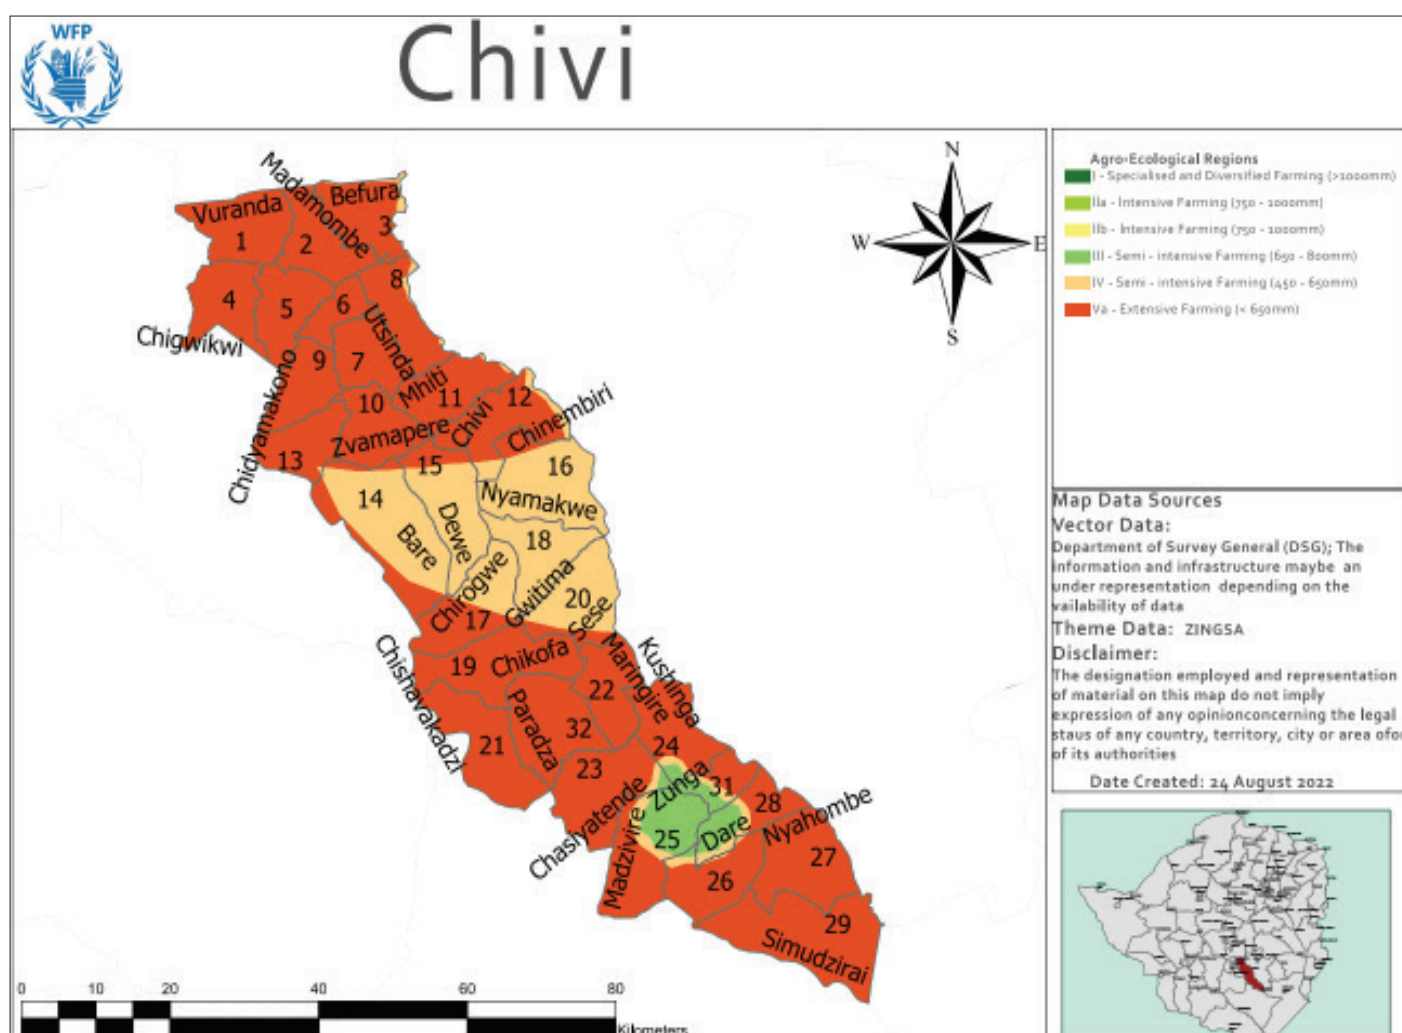 WFP
Chivi
Madamombe
Befura
Vuranda
3
1
2
8
4
5
6
Utsinda
Chigwikwi
9
7
Chidyamakono
Mhiti
10
11
12
Chivi
Chinembiri
Zvamapere
13
15
16
14
Nyamakwe
Dewe
Bare
18
Chirogwe
Gwitima
20
Sese
17
Chikofa
19
Maringire
Kushinga
Chishavakadzi
22
Paradza
32
21
24
23
Zunga
31
28
Chasiyatende
Madzivire
25
Dare
Nyahombe
27
26
29
Simudzirai
N
W
E
S
0
10
20
40
60
80
Kilometers
Agro-Ecological Regions
I - Specialised and Diversified Farming (>1000mm)
IIa - Intensive Farming (750 - 1000mm)
IIb - Intensive Farming (750 - 1000mm)
III - Semi - intensive Farming (650 - 800mm)
IV - Semi - intensive Farming (450 - 650mm)
Va - Extensive Farming (< 650mm)
Map Data Sources
Vector Data:
Department of Survey General (DSG); The
information and infrastructure maybe an
under representation depending on the
vailability of data
Theme Data: ZINGSA
Disclaimer:
The designation employed and representation
of material on this map do not imply
expression of any opinionconcerning the legal
staus of any country, territory, city or area ofor
of its authorities
Date Created: 24 August 2022